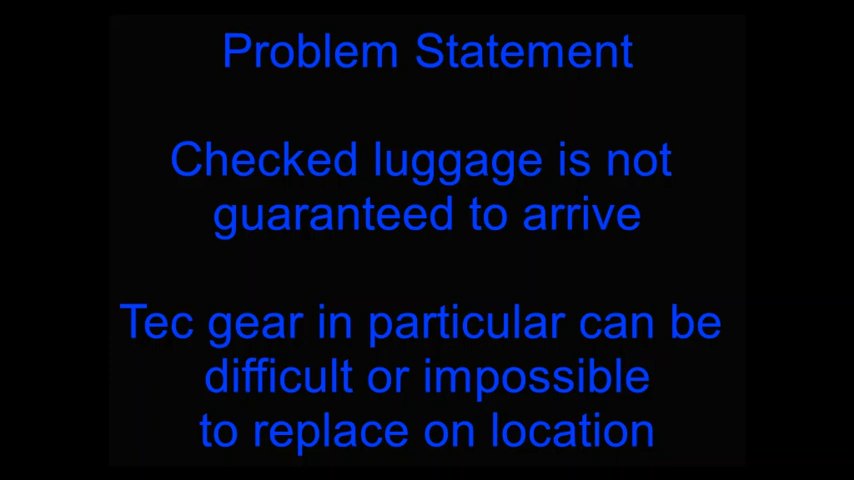 Problem Statement
Checked luggage is not
guaranteed to arrive
Tec gear in particular can be
difficult or impossible
to replace on location